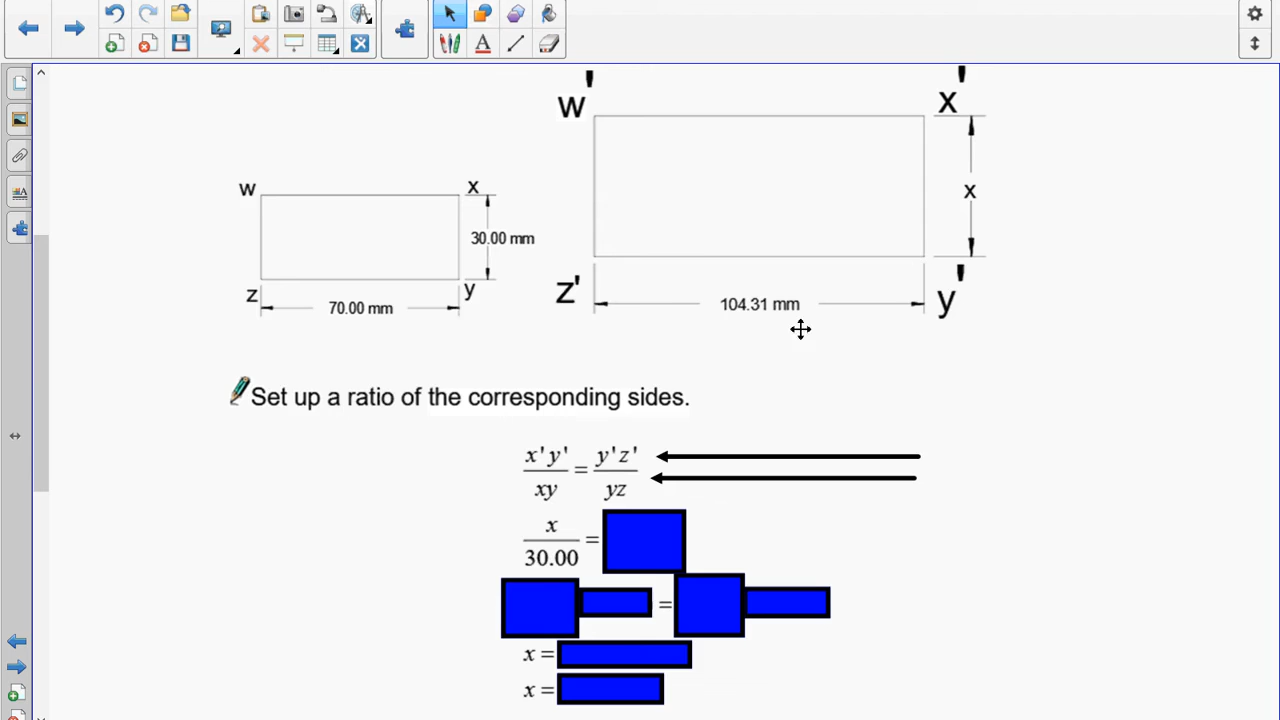 w' x'
w x
x
30.00 mm
z y z' y'
70.00 mm 104.31 mm
Set up a ratio of the corresponding sides.
x'y'/xy = y'z'/yz
x/30.00 =
=
x =
x =